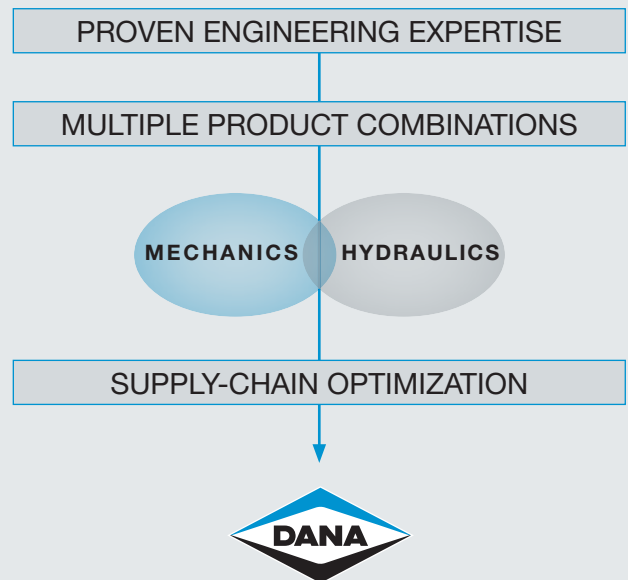 PROVEN ENGINEERING EXPERTISE
MULTIPLE PRODUCT COMBINATIONS
MECHANICS HYDRAULICS
SUPPLY-CHAIN OPTIMIZATION
DANA